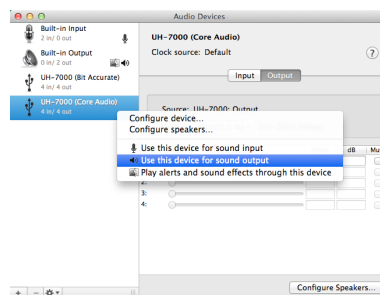 Audio Devices
Built-in Input
2 in/ 0 out
Built-in Output
0 in/ 2 out
UH-7000 (Bit Accurate)
4 in/ 4 out
UH-7000 (Core Audio)
4 in/ 4 out
UH-7000 (Core Audio)
Clock source: Default
?
Input Output
Source: UH-7000: Output
Configure device...
Configure speakers...
Use this device for sound input
Use this device for sound output
Play alerts and sound effects through this device
dB Mu
2:
3:
4:
Configure Speakers...